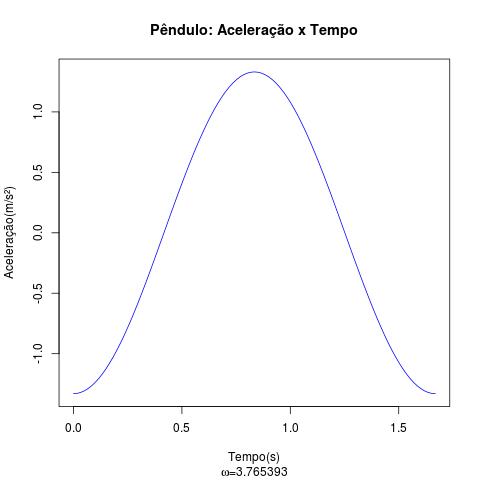 Pêndulo: Aceleração x Tempo
Aceleração(m/s²)
1.0
0.5
0.0
-0.5
-1.0
0.0 0.5 1.0 1.5
Tempo(s)
ω=3.765393